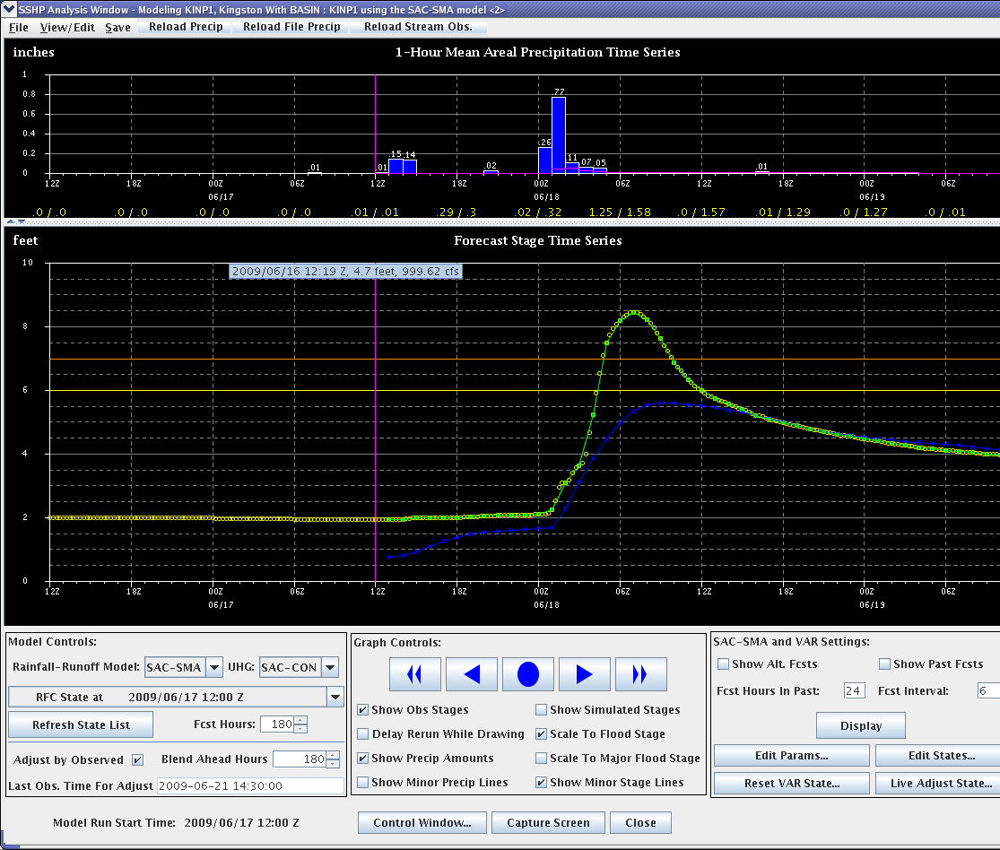 SSHP Analysis Window - Modeling KINP1, Kingston With BASIN : KINP1 using the SAC-SMA model <2>
File View/Edit Save Reload Precip Reload File Precip Reload Stream Obs.
inches 1-Hour Mean Areal Precipitation Time Series
1
0.8
0.6
0.4
0.2
0
.01 .01 .15 .14 .02 .26 .77 .11 .07 .05 .01
12Z 18Z 00Z 06Z 12Z 18Z 00Z 06Z 12Z 18Z 00Z 06Z
06/17 06/18 06/19
.0 / .0 .0 / .0 .0 / .0 .0 / .0 .01 / .01 .29 / .3 .02 / .32 1.25 / 1.58 .0 / 1.57 .01 / 1.29 .0 / 1.27 .0 / .01
feet Forecast Stage Time Series
10
2009/06/16 12:19 Z, 4.7 feet, 999.62 cfs
8
6
4
2
0
12Z 18Z 00Z 06Z 12Z 18Z 00Z 06Z 12Z 18Z 00Z 06Z
06/17 06/18 06/19
Model Controls:
Rainfall-Runoff Model: SAC-SMA UHG: SAC-CON
RFC State at 2009/06/17 12:00 Z
Refresh State List Fcst Hours: 180
Adjust by Observed Blend Ahead Hours 180
Last Obs. Time For Adjust 2009-06-21 14:30:00
Graph Controls:
Show Obs Stages Show Simulated Stages
Delay Rerun While Drawing Scale To Flood Stage
Show Precip Amounts Scale To Major Flood Stage
Show Minor Precip Lines Show Minor Stage Lines
SAC-SMA and VAR Settings:
Show Alt. Fcsts Show Past Fcsts
Fcst Hours In Past: 24 Fcst Interval: 6
Display
Edit Params... Edit States...
Reset VAR State... Live Adjust State...
Model Run Start Time: 2009/06/17 12:00 Z Control Window... Capture Screen Close